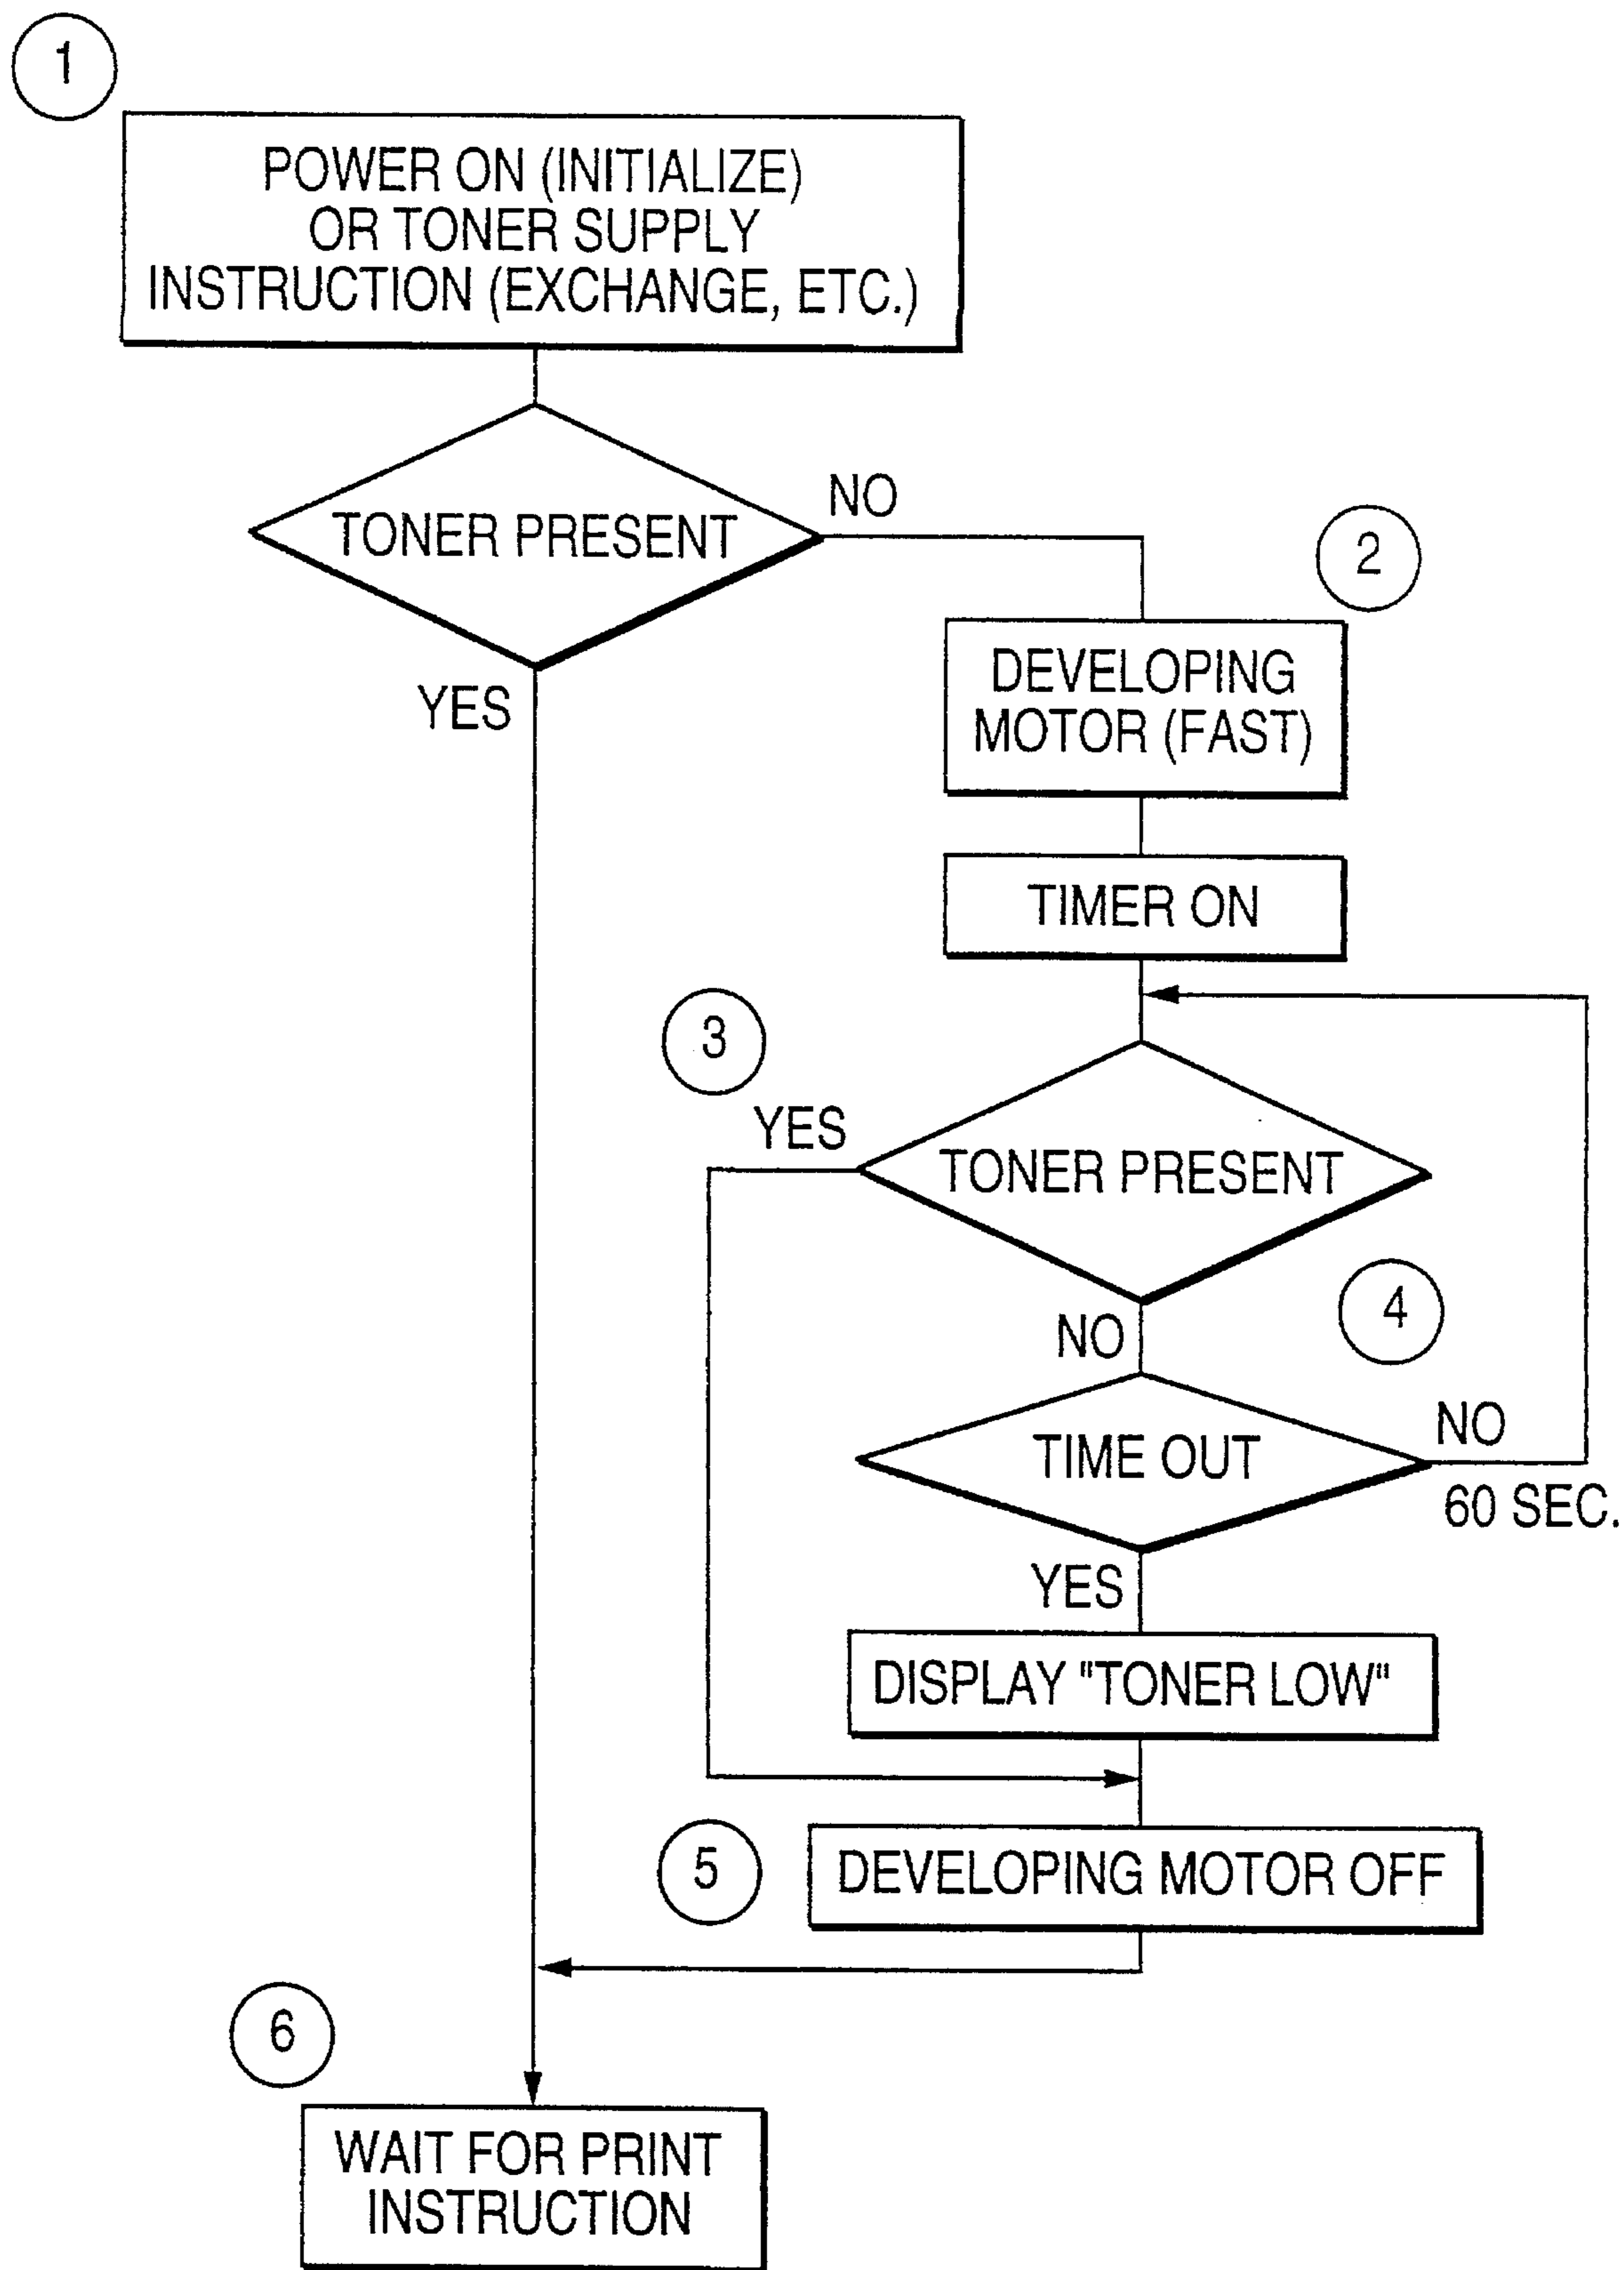 1
POWER ON (INITIALIZE)
OR TONER SUPPLY
INSTRUCTION (EXCHANGE, ETC.)
TONER PRESENT
NO
YES
2
DEVELOPING
MOTOR (FAST)
TIMER ON
3
YES
TONER PRESENT
NO
4
TIME OUT
NO
60 SEC.
YES
DISPLAY "TONER LOW"
5
DEVELOPING MOTOR OFF
6
WAIT FOR PRINT
INSTRUCTION